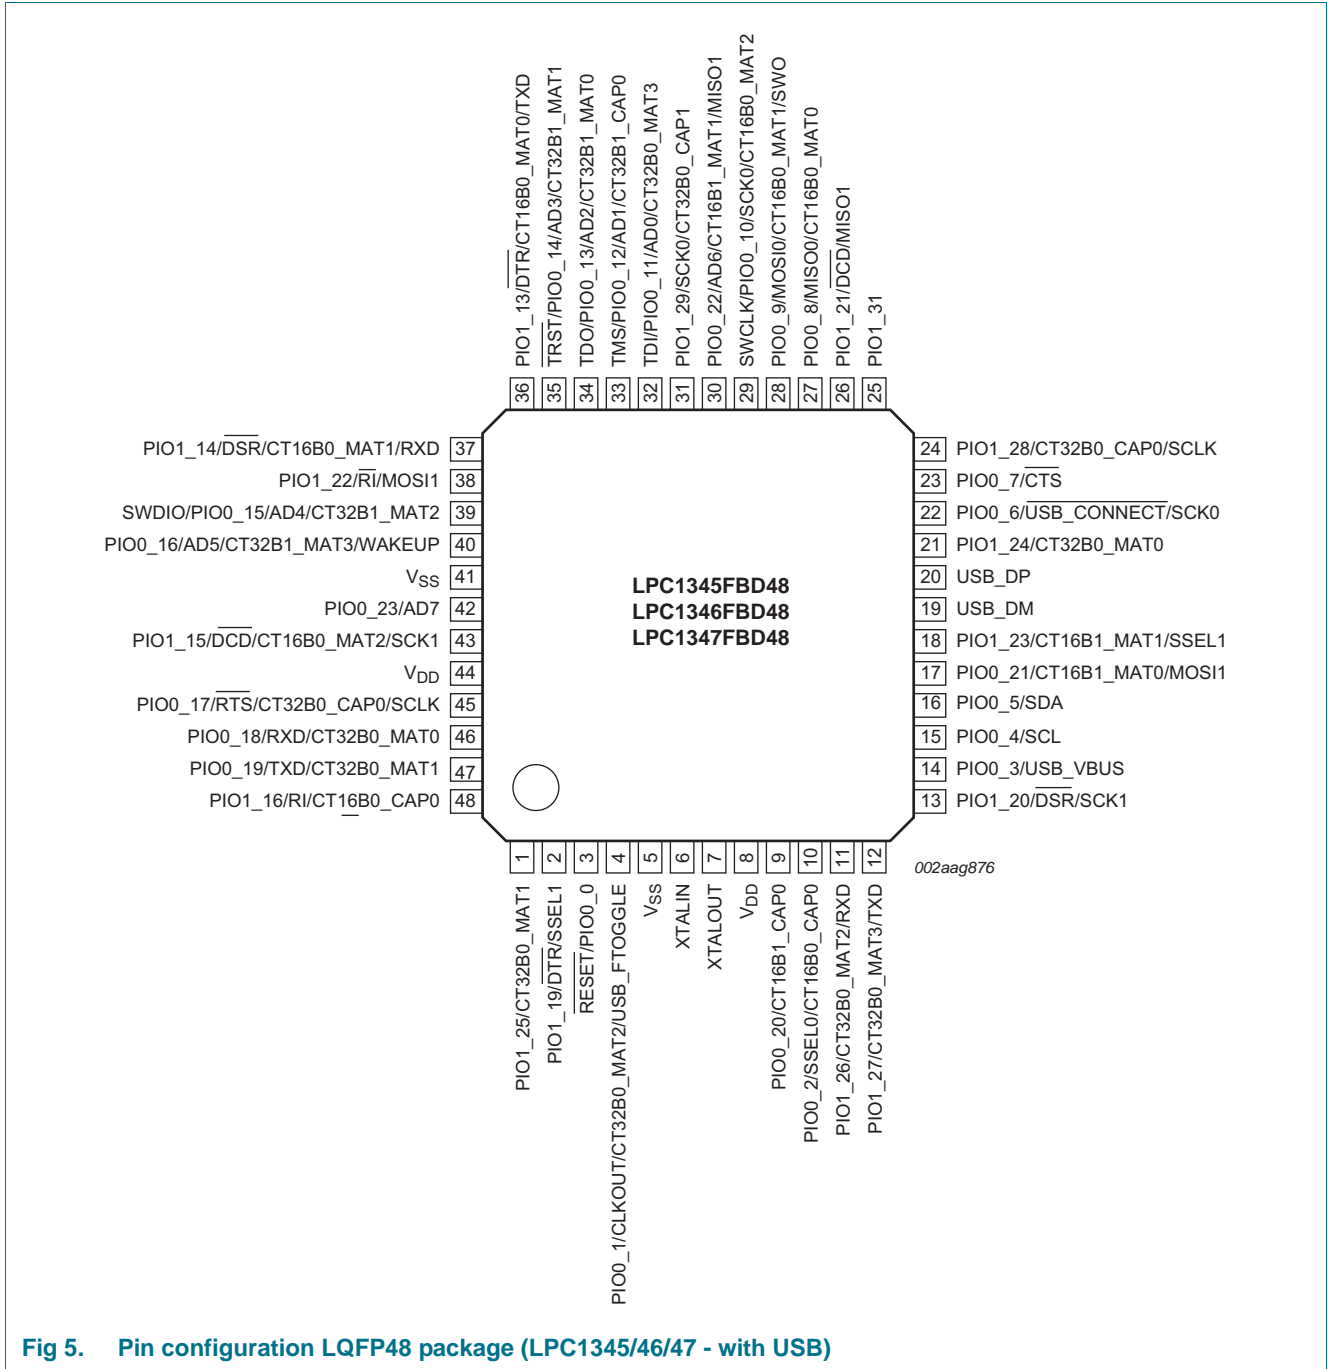 PIO1_13/DTR/CT16B0_MAT0/TXD
TRST/PIO0_14/AD3/CT32B1_MAT1
TDO/PIO0_13/AD2/CT32B1_MAT0
TMS/PIO0_12/AD1/CT32B1_CAP0
TDI/PIO0_11/AD0/CT32B0_MAT3
PIO1_29/SCK0/CT32B0_CAP1
PIO0_22/AD6/CT16B1_MAT1/MISO1
SWCLK/PIO0_10/SCK0/CT16B0_MAT2
PIO0_9/MOSI0/CT16B0_MAT1/SWO
PIO0_8/MISO0/CT16B0_MAT0
PIO1_21/DCD/MISO1
PIO1_31
36 35 34 33 32 31 30 29 28 27 26 25
PIO1_14/DSR/CT16B0_MAT1/RXD 37
PIO1_22/RI/MOSI1 38
SWDIO/PIO0_15/AD4/CT32B1_MAT2 39
PIO0_16/AD5/CT32B1_MAT3/WAKEUP 40
VSS 41
PIO0_23/AD7 42
PIO1_15/DCD/CT16B0_MAT2/SCK1 43
VDD 44
PIO0_17/RTS/CT32B0_CAP0/SCLK 45
PIO0_18/RXD/CT32B0_MAT0 46
PIO0_19/TXD/CT32B0_MAT1 47
PIO1_16/RI/CT16B0_CAP0 48
LPC1345FBD48
LPC1346FBD48
LPC1347FBD48
24 PIO1_28/CT32B0_CAP0/SCLK
23 PIO0_7/CTS
22 PIO0_6/USB_CONNECT/SCK0
21 PIO1_24/CT32B0_MAT0
20 USB_DP
19 USB_DM
18 PIO1_23/CT16B1_MAT1/SSEL1
17 PIO0_21/CT16B1_MAT0/MOSI1
16 PIO0_5/SDA
15 PIO0_4/SCL
14 PIO0_3/USB_VBUS
13 PIO1_20/DSR/SCK1
1 2 3 4 5 6 7 8 9 10 11 12
002aag876
PIO1_25/CT32B0_MAT1
PIO1_19/DTR/SSEL1
RESET/PIO0_0
PIO0_1/CLKOUT/CT32B0_MAT2/USB_FTOGGLE
VSS
XTALIN
XTALOUT
VDD
PIO0_20/CT16B1_CAP0
PIO0_2/SSEL0/CT16B0_CAP0
PIO1_26/CT32B0_MAT2/RXD
PIO1_27/CT32B0_MAT3/TXD
Fig 5. Pin configuration LQFP48 package (LPC1345/46/47 - with USB)